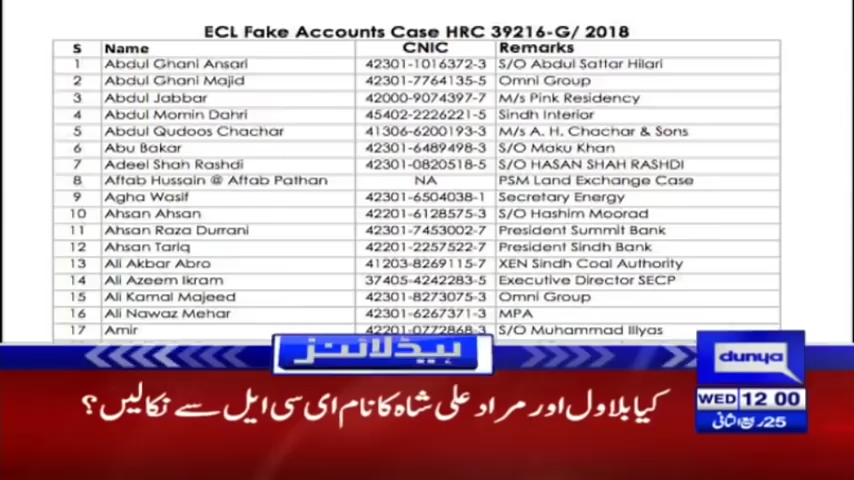 ECL Fake Accounts Case HRC 39216-G/ 2018
S Name CNIC Remarks
1 Abdul Ghani Ansari 42301-1016372-3 S/O Abdul Sattar Hilari
2 Abdul Ghani Majid 42301-7764135-5 Omni Group
3 Abdul Jabbar 42000-9074397-7 M/s Pink Residency
4 Abdul Momin Dahri 45402-2226221-5 Sindh Interior
5 Abdul Qudoos Chachar 41306-6200193-3 M/s A. H. Chachar & Sons
6 Abu Bakar 42301-6489498-3 S/O Maku Khan
7 Adeel Shah Rashdi 42301-0820518-5 S/O HASAN SHAH RASHDI
8 Aftab Hussain @ Aftab Pathan NA PSM Land Exchange Case
9 Agha Wasif 42301-6504038-1 Secretary Energy
10 Ahsan Ahsan 42201-6128575-3 S/O Hashim Moorad
11 Ahsan Raza Durrani 42301-7453002-7 President Summit Bank
12 Ahsan Tariq 42201-2257522-7 President Sindh Bank
13 Ali Akbar Abro 41203-8269115-7 XEN Sindh Coal Authority
14 Ali Azeem Ikram 37405-4242283-5 Executive Director SECP
15 Ali Kamal Majeed 42301-8273075-3 Omni Group
16 Ali Nawaz Mehar 42301-6267371-3 MPA
17 Amir 42201-0772868-3 S/O Muhammad Illyas
ہیڈلائنز
dunya
WED 12 00
25 ربیع الثانی
کیا بلاول اور مراد علی شاہ کا نام ای سی ایل سے نکالیں؟